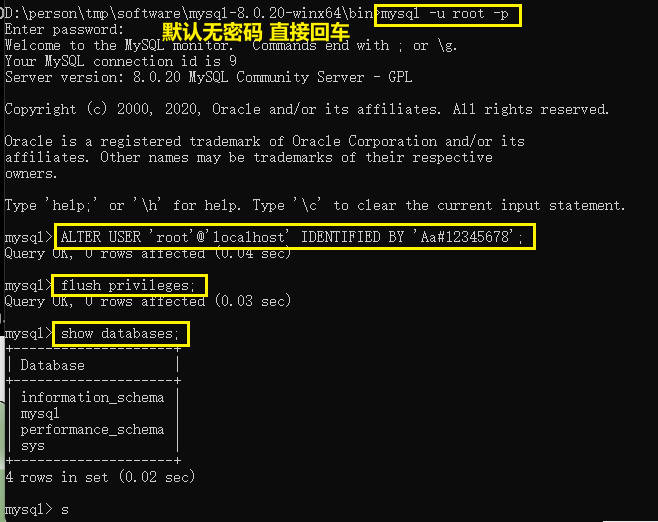 D:\person\tmp\software\mysql-8.0.20-winx64\bin>mysql -u root -p
Enter password:
默认无密码 直接回车
Welcome to the MySQL monitor.  Commands end with ; or \g.
Your MySQL connection id is 9
Server version: 8.0.20 MySQL Community Server - GPL
Copyright (c) 2000, 2020, Oracle and/or its affiliates. All rights reserved.
Oracle is a registered trademark of Oracle Corporation and/or its
affiliates. Other names may be trademarks of their respective
owners.
Type 'help;' or '\h' for help. Type '\c' to clear the current input statement.
mysql> ALTER USER 'root'@'localhost' IDENTIFIED BY 'Aa#12345678';
Query OK, 0 rows affected (0.04 sec)
mysql> flush privileges;
Query OK, 0 rows affected (0.03 sec)
mysql> show databases;
+--------------------+
| Database           |
+--------------------+
| information_schema |
| mysql              |
| performance_schema |
| sys                |
+--------------------+
4 rows in set (0.02 sec)
mysql> s